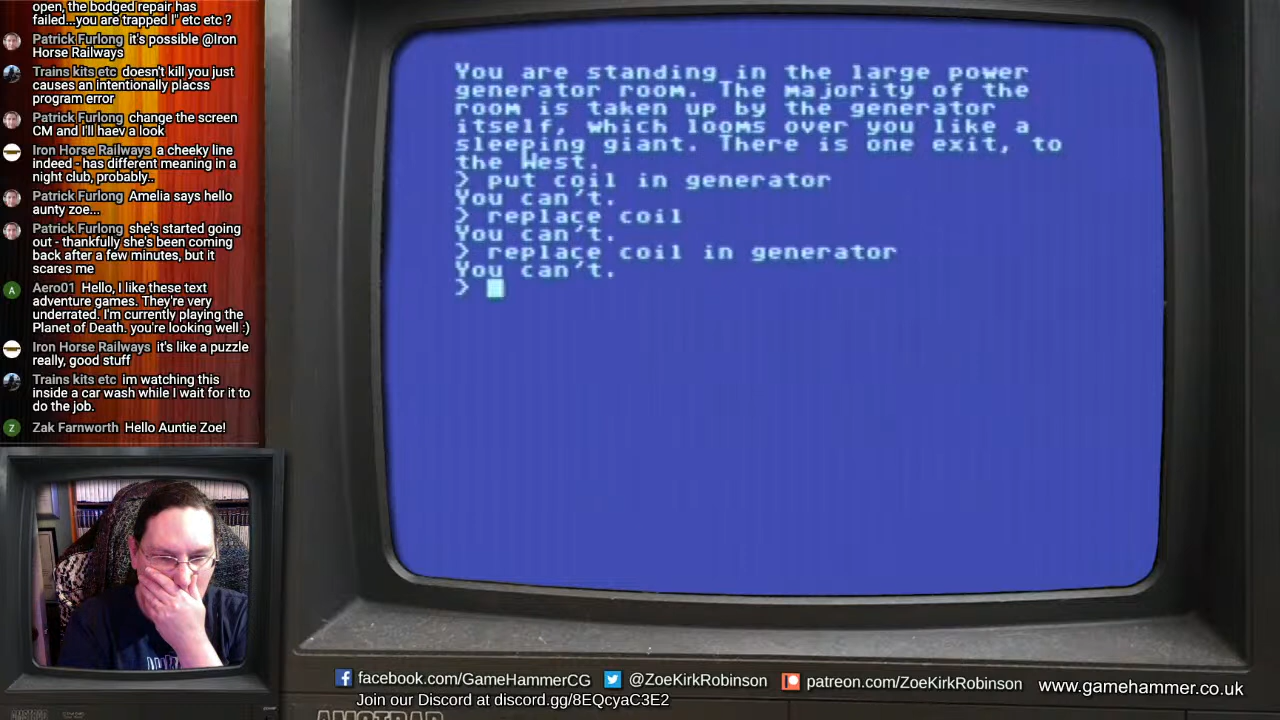 open, the bodged repair has
failed...you are trapped !" etc etc ?
Patrick Furlong it's possible @Iron
Horse Railways
Trains kits etc doesn't kill you just
causes an intentionally placss
program error
Patrick Furlong change the screen
CM and I'll haev a look
Iron Horse Railways a cheeky line
indeed - has different meaning in a
night club, probably..
Patrick Furlong Amelia says hello
aunty zoe...
Patrick Furlong she's started going
out - thankfully she's been coming
back after a few minutes, but it
scares me
Aero01 Hello, I like these text
adventure games. They're very
underrated. I'm currently playing the
Planet of Death. you're looking well :)
Iron Horse Railways it's like a puzzle
really, good stuff
Trains kits etc im watching this
inside a car wash while I wait for it to
do the job.
Zak Farnworth Hello Auntie Zoe!
You are standing in the large power
generator room. The majority of the
room is taken up by the generator
itself, which looms over you like a
sleeping giant. There is one exit, to
the West.
> put coil in generator
You can't.
> replace coil
You can't.
> replace coil in generator
You can't.
>
facebook.com/GameHammerCG @ZoeKirkRobinson patreon.com/ZoeKirkRobinson www.gamehammer.co.uk
Join our Discord at discord.gg/8EQcyaC3E2
AMSTRAD